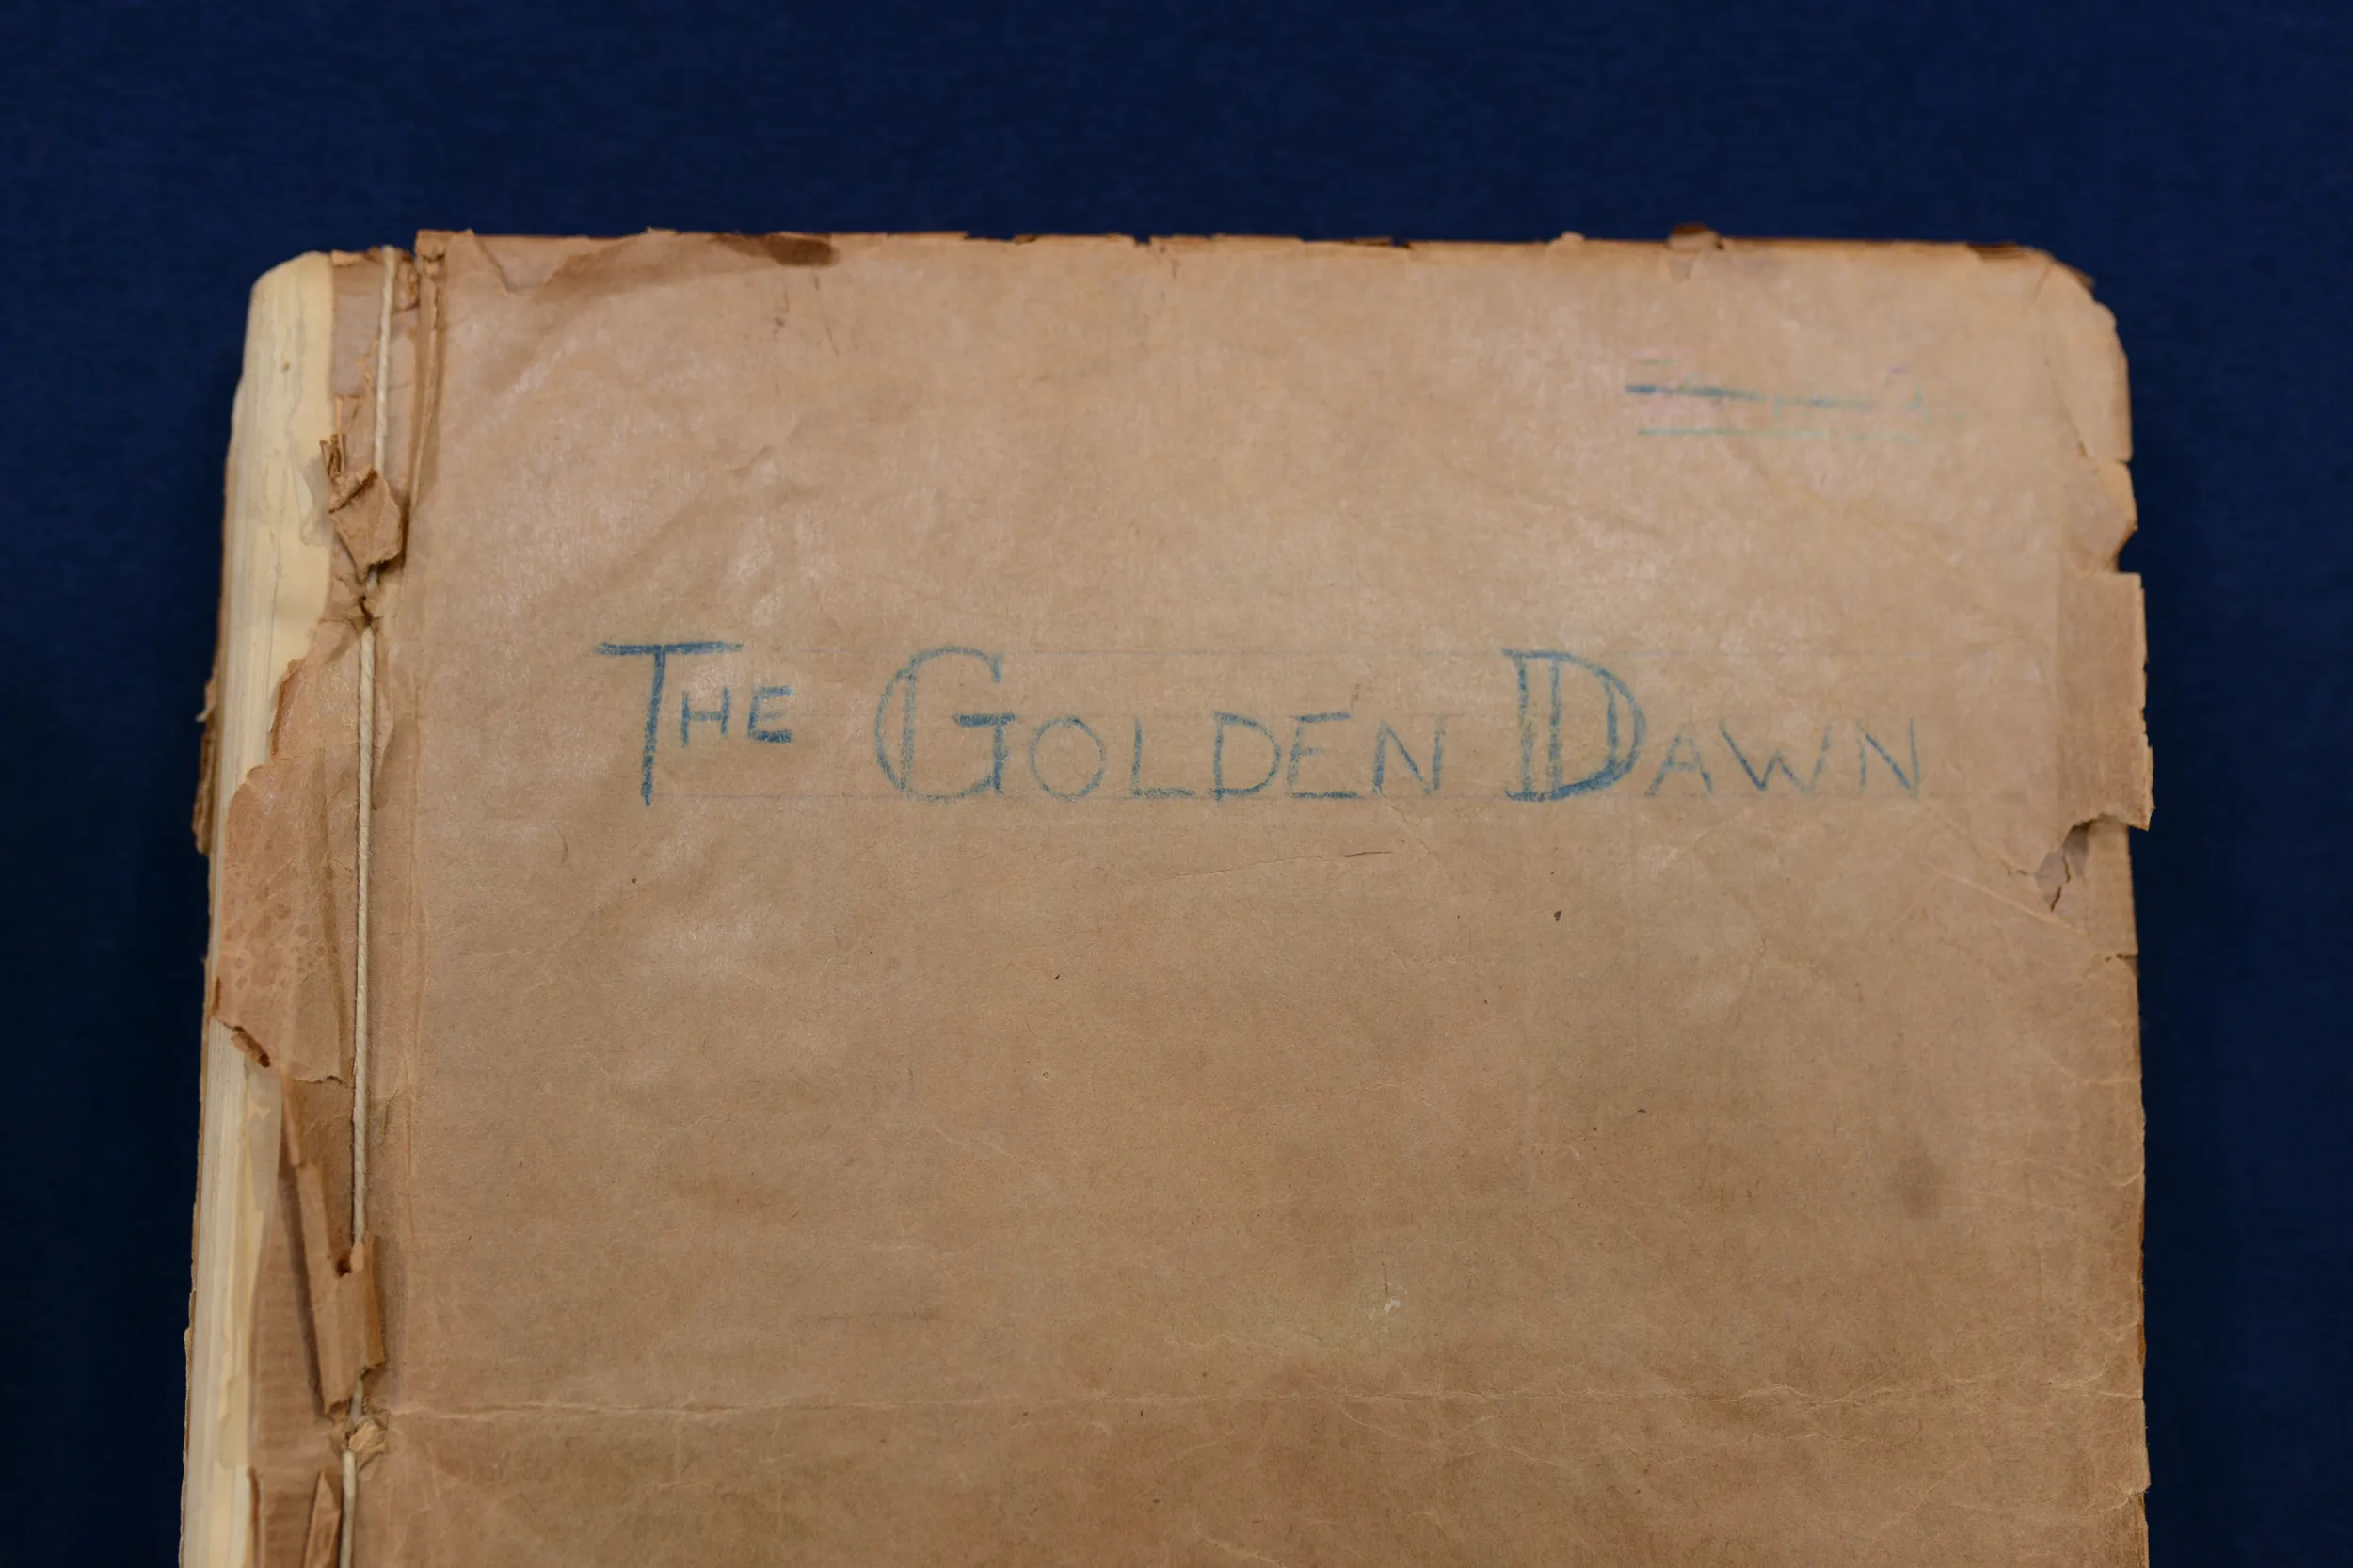 The Golden Dawn